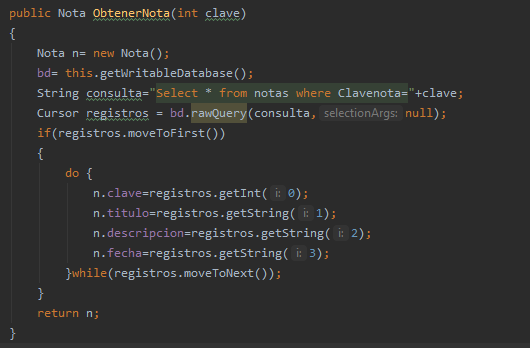 public Nota ObtenerNota(int clave)
{
Nota n= new Nota();
bd= this.getWritableDatabase();
String consulta="Select * from notas where Clavenota="+clave;
Cursor registros = bd.rawQuery(consulta, selectionArgs: null);
if(registros.moveToFirst())
{
do {
n.clave=registros.getInt( i: 0);
n.titulo=registros.getString( i: 1);
n.descripcion=registros.getString( i: 2);
n.fecha=registros.getString( i: 3);
}while(registros.moveToNext());
}
return n;
}